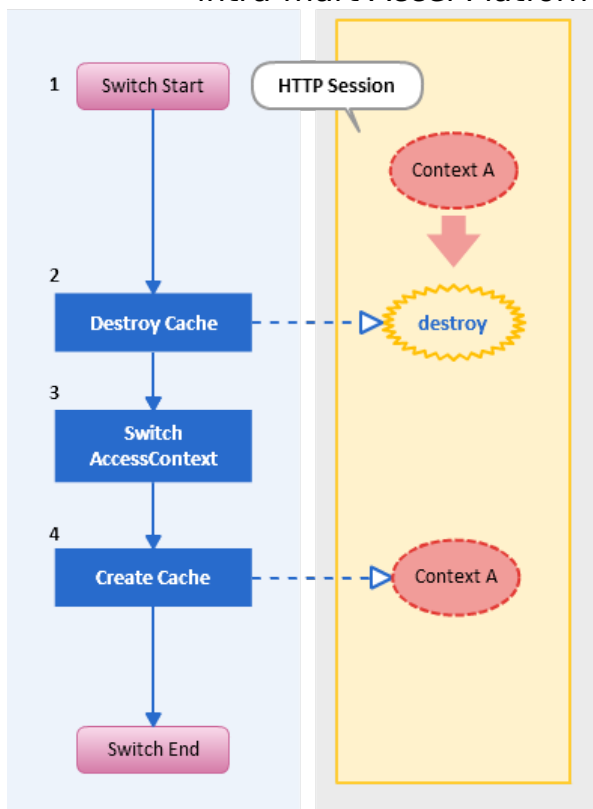 1
Switch Start
HTTP Session
Context A
2
Destroy Cache
destroy
3
Switch
AccessContext
4
Create Cache
Context A
Switch End